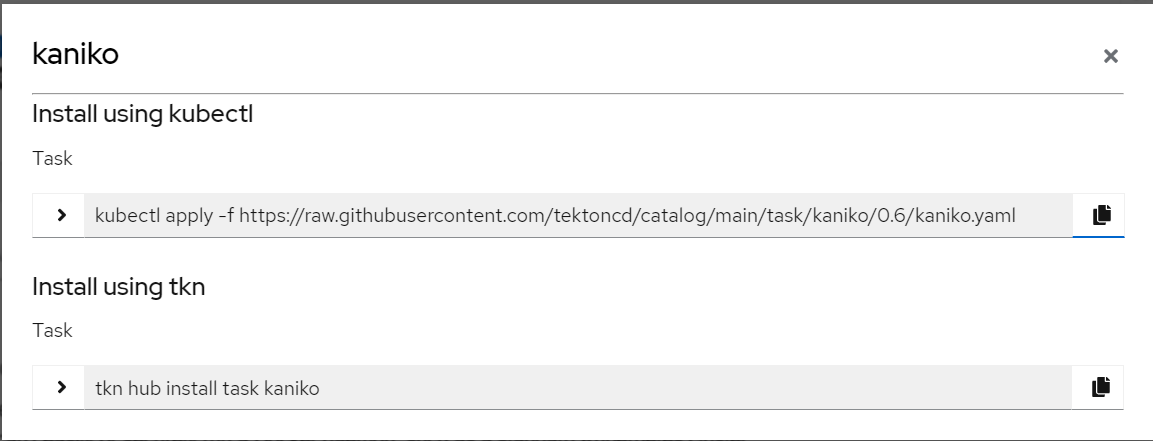 kaniko
Install using kubectl
Task
kubectl apply -f https://raw.githubusercontent.com/tektoncd/catalog/main/task/kaniko/0.6/kaniko.yaml
Install using tkn
Task
tkn hub install task kaniko